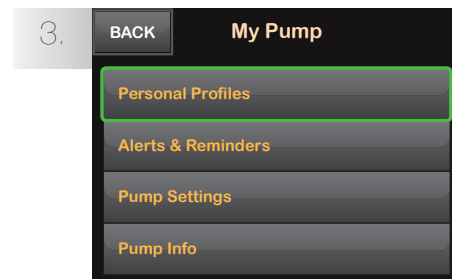 3.
BACK My Pump
Personal Profiles
Alerts & Reminders
Pump Settings
Pump Info